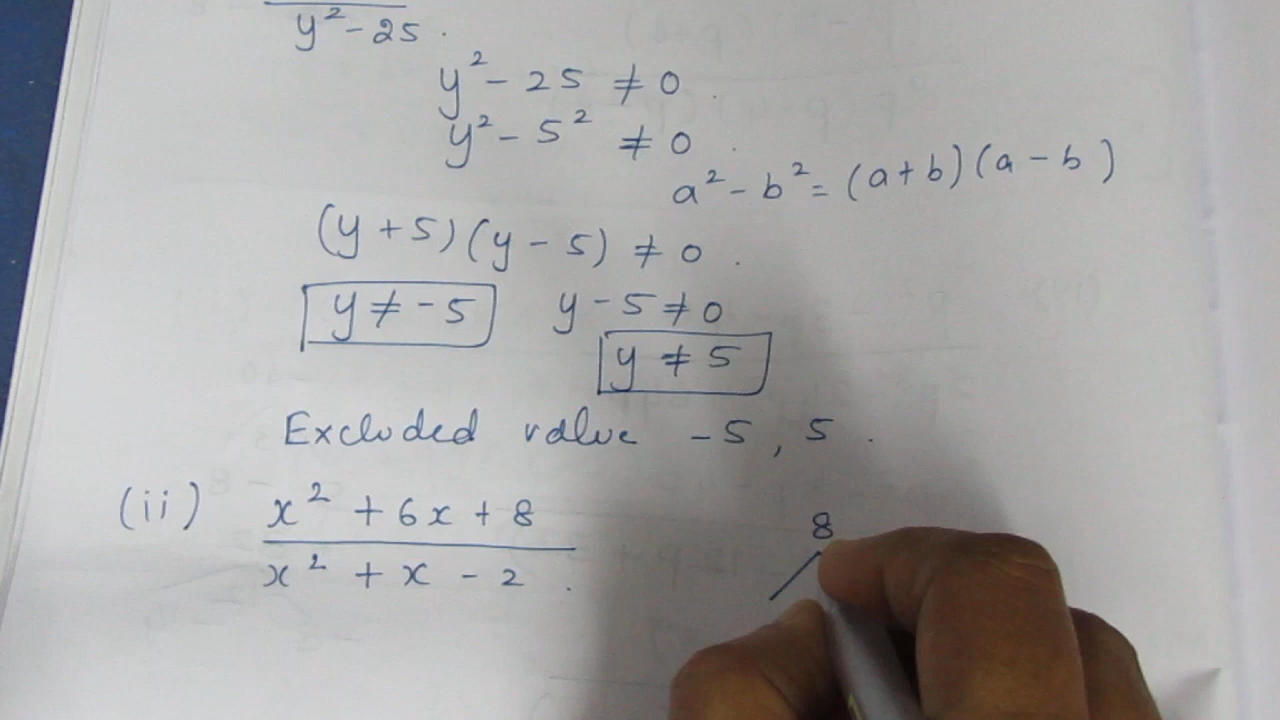 y² - 25 .
y² - 25 ≠ 0 .
y² - 5² ≠ 0 .
a² - b² = (a + b) (a - b)
(y + 5) (y - 5) ≠ 0 .
y ≠ -5 y - 5 ≠ 0
y ≠ 5
Excluded value -5, 5 .
(ii) x² + 6x + 8
x² + x - 2 .
8